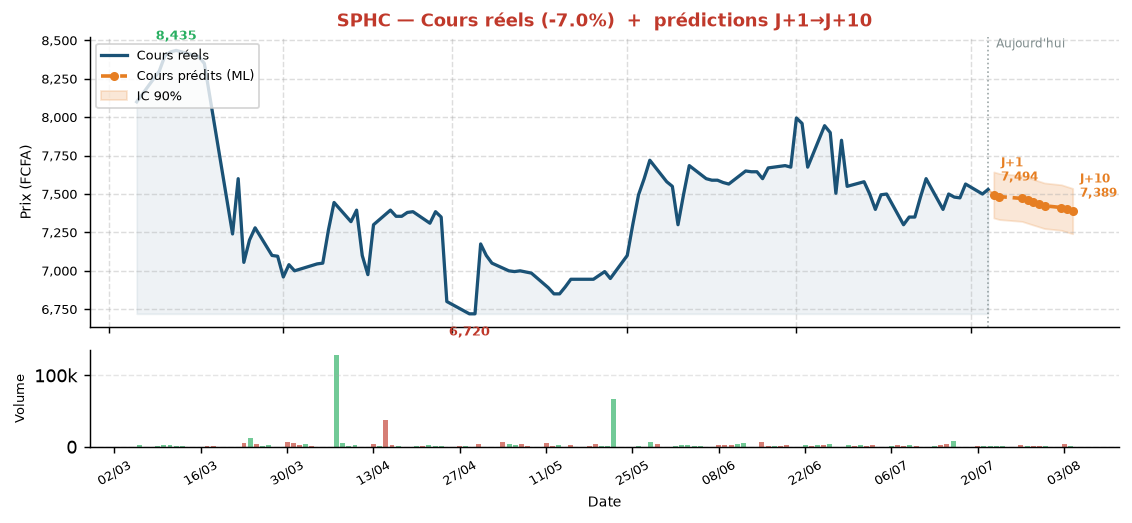 SPHC — Cours réels (-7.0%)  +  prédictions J+1→J+10
8,435
Aujourd'hui
Cours réels
Cours prédits (ML)
IC 90%
8,500
8,250
8,000
7,750
7,500
7,250
7,000
6,750
Prix (FCFA)
J+1
7,494
J+10
7,389
6,720
100k
0
Volume
02/03
16/03
30/03
13/04
27/04
11/05
25/05
08/06
22/06
06/07
20/07
03/08
Date